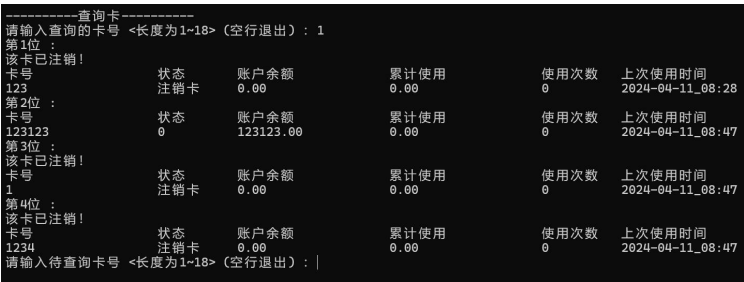 ----------查询卡----------
请输入查询的卡号 <长度为1~18> (空行退出) : 1
第1位 :
该卡已注销!
卡号 状态 账户余额 累计使用 使用次数 上次使用时间
123 注销卡 0.00 0.00 0 2024-04-11_08:28
第2位 :
卡号 状态 账户余额 累计使用 使用次数 上次使用时间
123123 0 123123.00 0.00 0 2024-04-11_08:47
第3位 :
该卡已注销!
卡号 状态 账户余额 累计使用 使用次数 上次使用时间
1 注销卡 0.00 0.00 0 2024-04-11_08:47
第4位 :
该卡已注销!
卡号 状态 账户余额 累计使用 使用次数 上次使用时间
1234 注销卡 0.00 0.00 0 2024-04-11_08:47
请输入待查询卡号 <长度为1~18> (空行退出) :